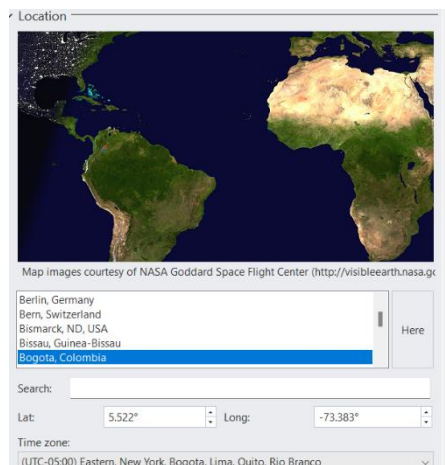 Location
Map images courtesy of NASA Goddard Space Flight Center (http://visibleearth.nasa.gc
Berlin, Germany
Bern, Switzerland
Bismarck, ND, USA
Bissau, Guinea-Bissau
Bogota, Colombia
Here
Search:
Lat: 5.522° Long: -73.383°
Time zone:
(UTC-05:00) Eastern, New York, Bogota, Lima, Quito, Rio Branco